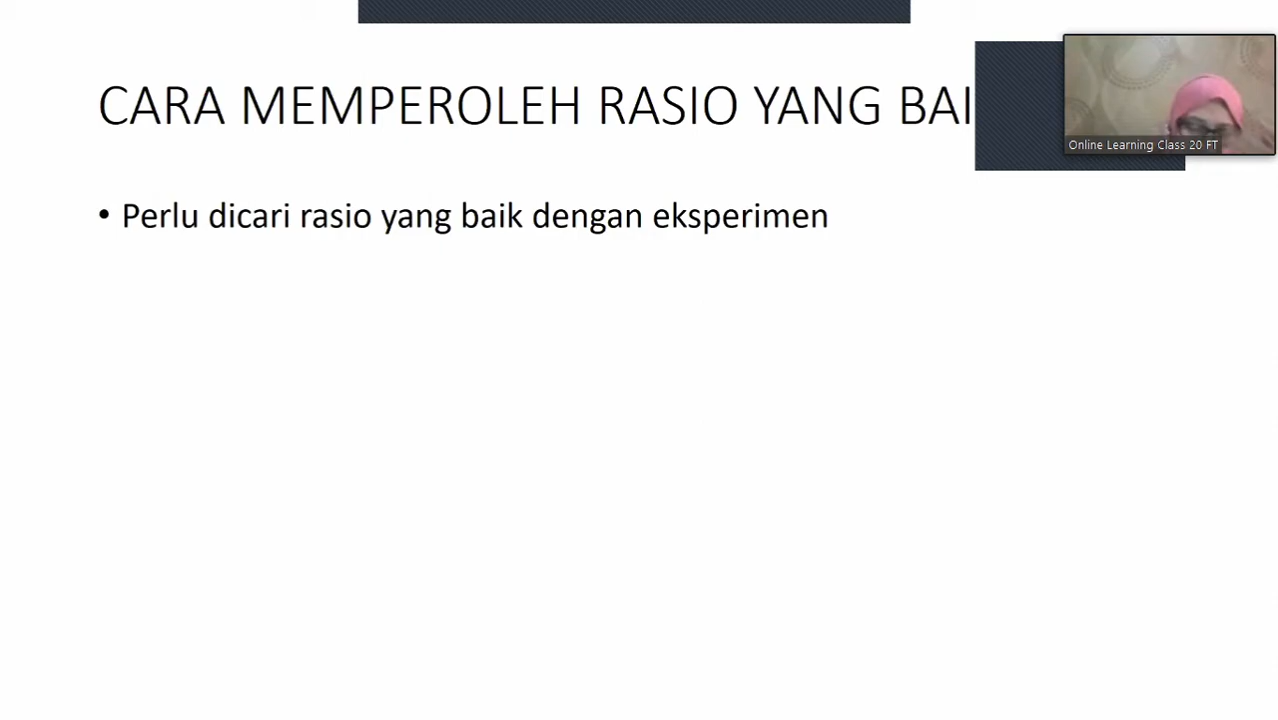 CARA MEMPEROLEH RASIO YANG BAI
• Perlu dicari rasio yang baik dengan eksperimen
Online Learning Class 20 FT